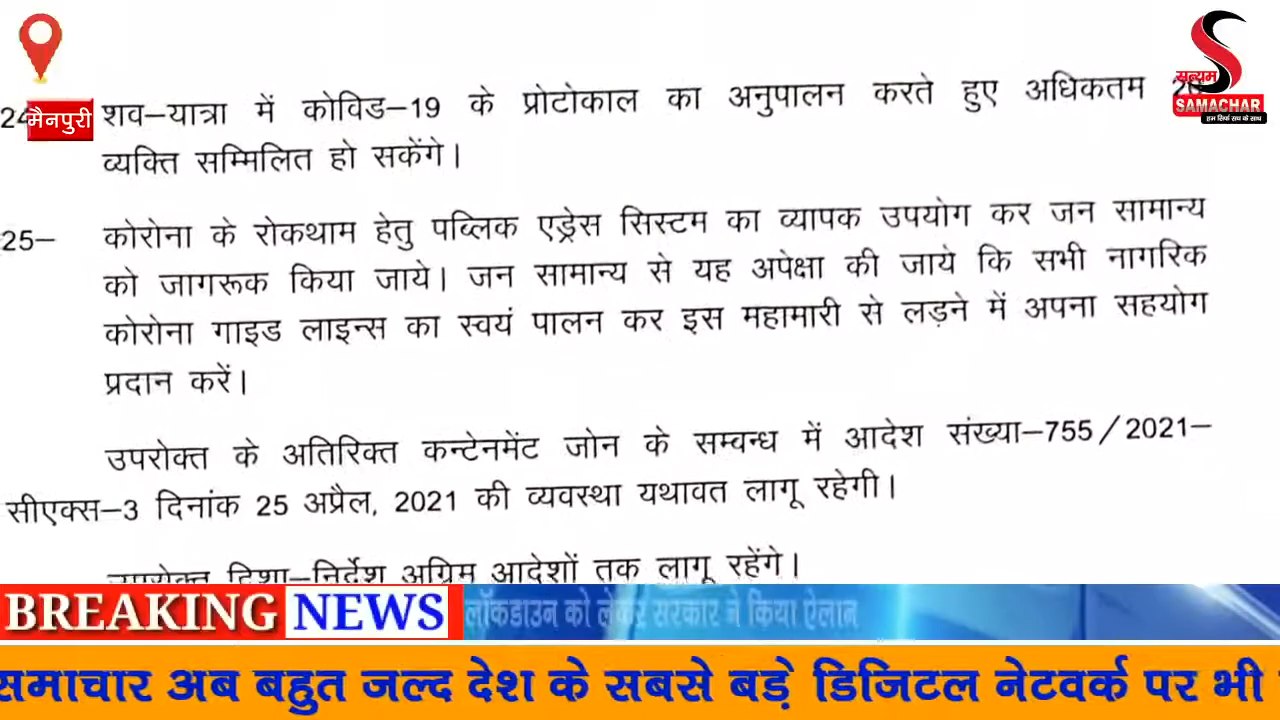 मैनपुरी
सत्यम
SAMACHAR
हम सिर्फ सच के साथ
शव–यात्रा में कोविड–19 के प्रोटोकाल का अनुपालन करते हुए अधिकतम
व्यक्ति सम्मिलित हो सकेंगे।
25– कोरोना के रोकथाम हेतु पब्लिक एड्रेस सिस्टम का व्यापक उपयोग कर जन सामान्य
को जागरूक किया जाये। जन सामान्य से यह अपेक्षा की जाये कि सभी नागरिक
कोरोना गाइड लाइन्स का स्वयं पालन कर इस महामारी से लड़ने में अपना सहयोग
प्रदान करें।
उपरोक्त के अतिरिक्त कन्टेनमेंट जोन के सम्वन्ध में आदेश संख्या–755/2021–
सीएक्स–3 दिनांक 25 अप्रैल, 2021 की व्यवस्था यथावत लागू रहेगी।
उपरोक्त दिशा–निर्देश अग्रिम आदेशों तक लागू रहेंगे।
BREAKING NEWS लॉकडाउन को लेकर सरकार ने किया ऐलान
समाचार अब बहुत जल्द देश के सबसे बड़े डिजिटल नेटवर्क पर भी